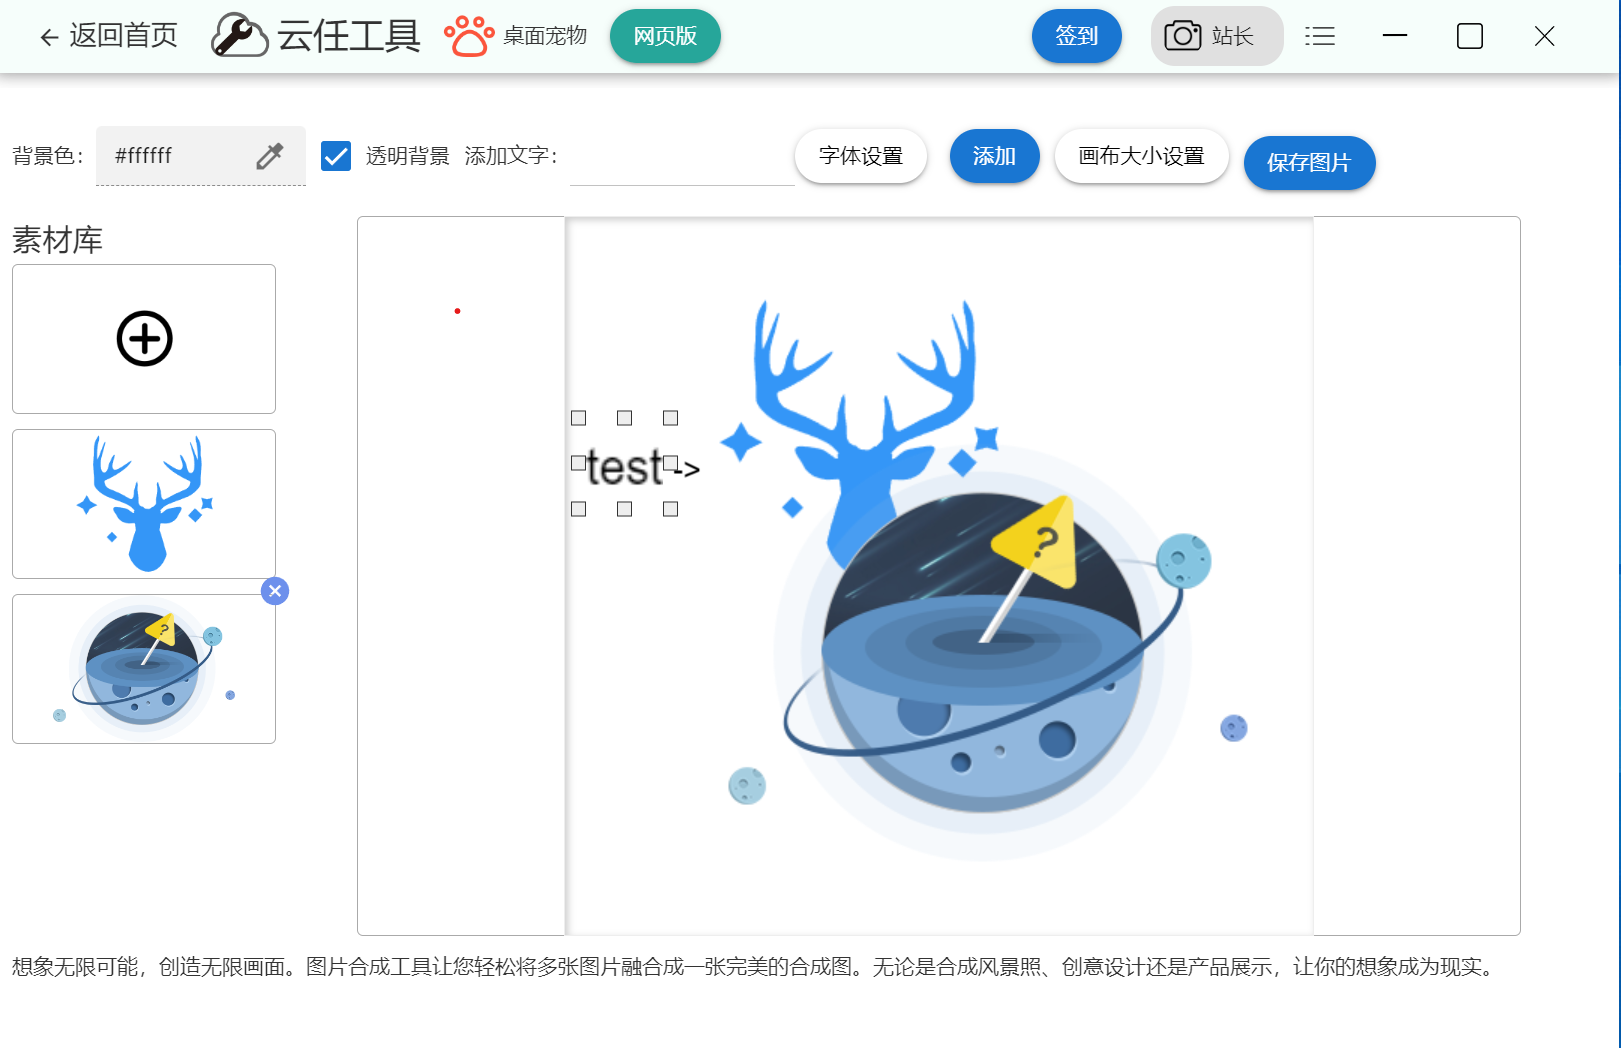 返回首页 云任工具 桌面宠物 网页版 签到 站长
背景色： #ffffff 透明背景 添加文字： 字体设置 添加 画布大小设置 保存图片
素材库
test ->
?
?
想象无限可能，创造无限画面。图片合成工具让您轻松将多张图片融合成一张完美的合成图。无论是合成风景照、创意设计还是产品展示，让你的想象成为现实。